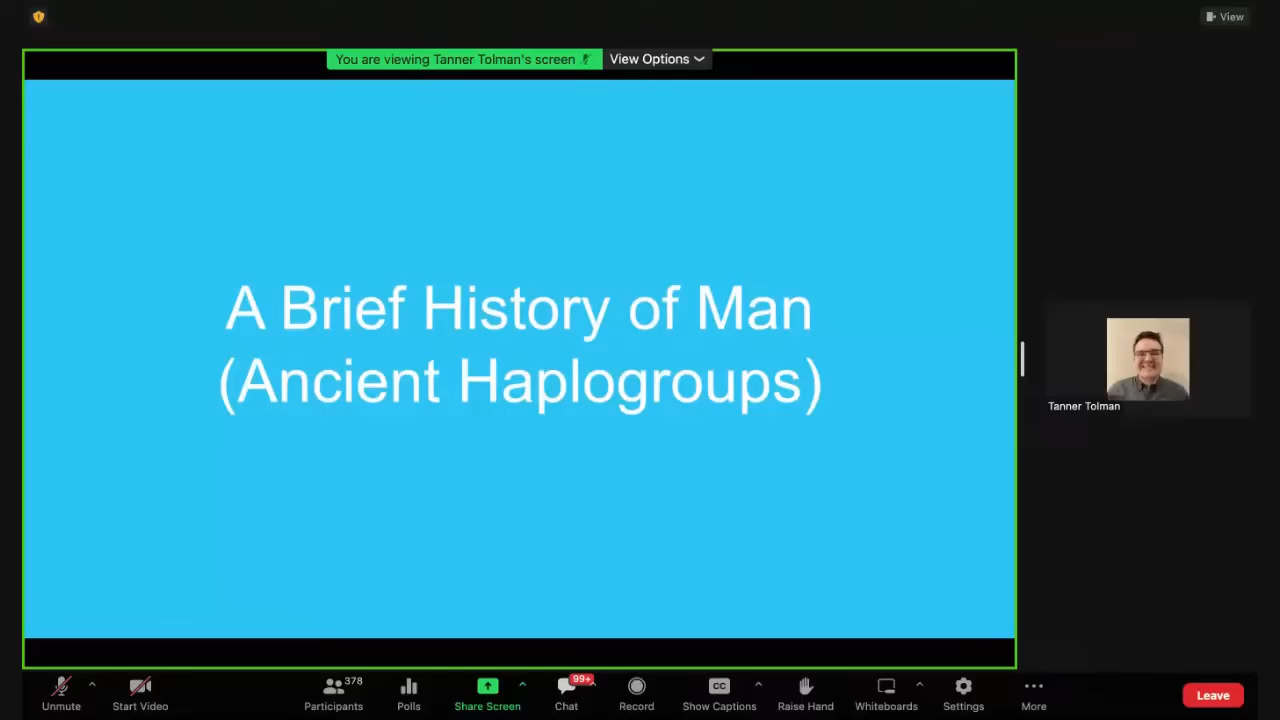 View
You are viewing Tanner Tolman's screen
View Options
A Brief History of Man
(Ancient Haplogroups)
Tanner Tolman
378
99+
CC
Unmute
Start Video
Participants
Polls
Share Screen
Chat
Record
Show Captions
Raise Hand
Whiteboards
Settings
More
Leave